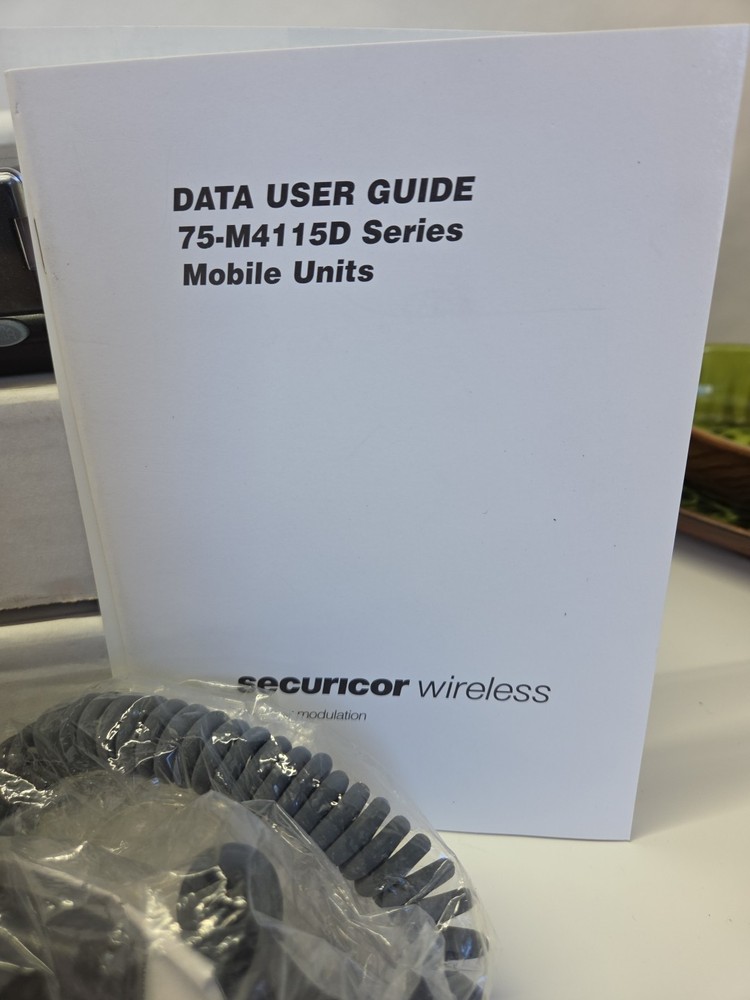 DATA USER GUIDE
75-M4115D Series
Mobile Units
securicor wireless
modulation